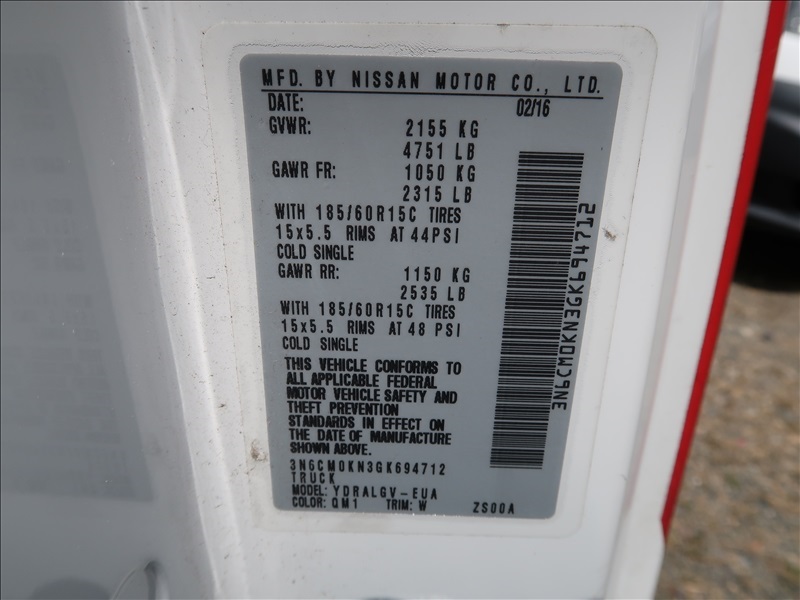 MFD. BY NISSAN MOTOR CO., LTD.
DATE: 02/16
GVWR: 2155 KG
4751 LB
GAWR FR: 1050 KG
2315 LB
WITH 185/60R15C TIRES
15x5.5 RIMS AT 44PSI
COLD SINGLE
GAWR RR: 1150 KG
2535 LB
WITH 185/60R15C TIRES
15x5.5 RIMS AT 48 PSI
COLD SINGLE
THIS VEHICLE CONFORMS TO
ALL APPLICABLE FEDERAL
MOTOR VEHICLE SAFETY AND
THEFT PREVENTION
STANDARDS IN EFFECT ON
THE DATE OF MANUFACTURE
SHOWN ABOVE.
3N6CM0KN3GK694712
TRUCK
MODEL: YDRALGV-EUA
COLOR: QM1 TRIM: W ZS00A
3N6CM0KN3GK694712